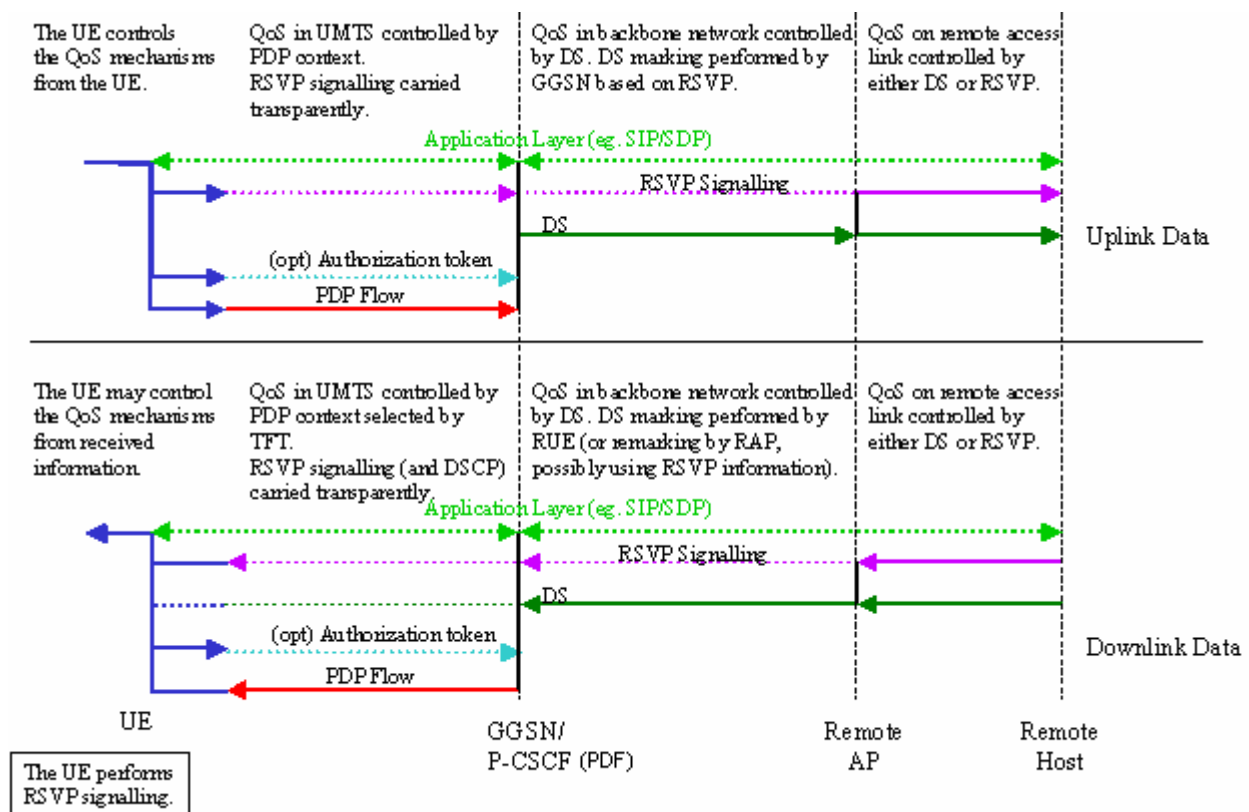 The UE controls
the QoS mechanisms
from the UE.
QoS in UMTS controlled by
PDP context.
RSVP signalling carried
transparently.
QoS in backbone network controlled
by DS. DS marking performed by
GGSN based on RSVP.
QoS on remote access
link controlled by
either DS or RSVP.
Application Layer (eg. SIP/SDP)
RSVP Signalling
DS
Uplink Data
(opt) Authorization token
PDP Flow
The UE may control
the QoS mechanisms
from received
information.
QoS in UMTS controlled by
PDP context selected by
TFT.
RSVP signalling (and DSCP)
carried transparently.
QoS in backbone network controlled
by DS. DS marking performed by
RUE (or remarking by RAP,
possibly using RSVP information).
QoS on remote access
link controlled by
either DS or RSVP.
Application Layer (eg. SIP/SDP)
RSVP Signalling
DS
(opt) Authorization token
Downlink Data
PDP Flow
UE
GGSN/
P-CSCF (PDF)
Remote
AP
Remote
Host
The UE performs
RSVP signalling.